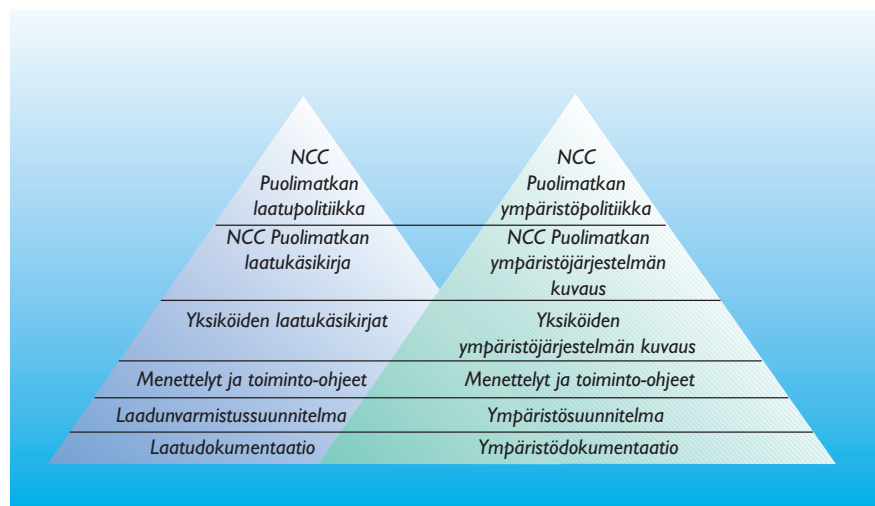 NCC
Puolimatkan
laatupolitiikka
NCC
Puolimatkan
ympäristöpolitiikka
NCC Puolimatkan
laatukäsikirja
NCC Puolimatkan
ympäristöjärjestelmän
kuvaus
Yksiköiden laatukäsikirjat
Yksiköiden
ympäristöjärjestelmän kuvaus
Menettelyt ja toiminto-ohjeet
Menettelyt ja toiminto-ohjeet
Laadunvarmistussuunnitelma
Ympäristösuunnitelma
Laatudokumentaatio
Ympäristödokumentaatio